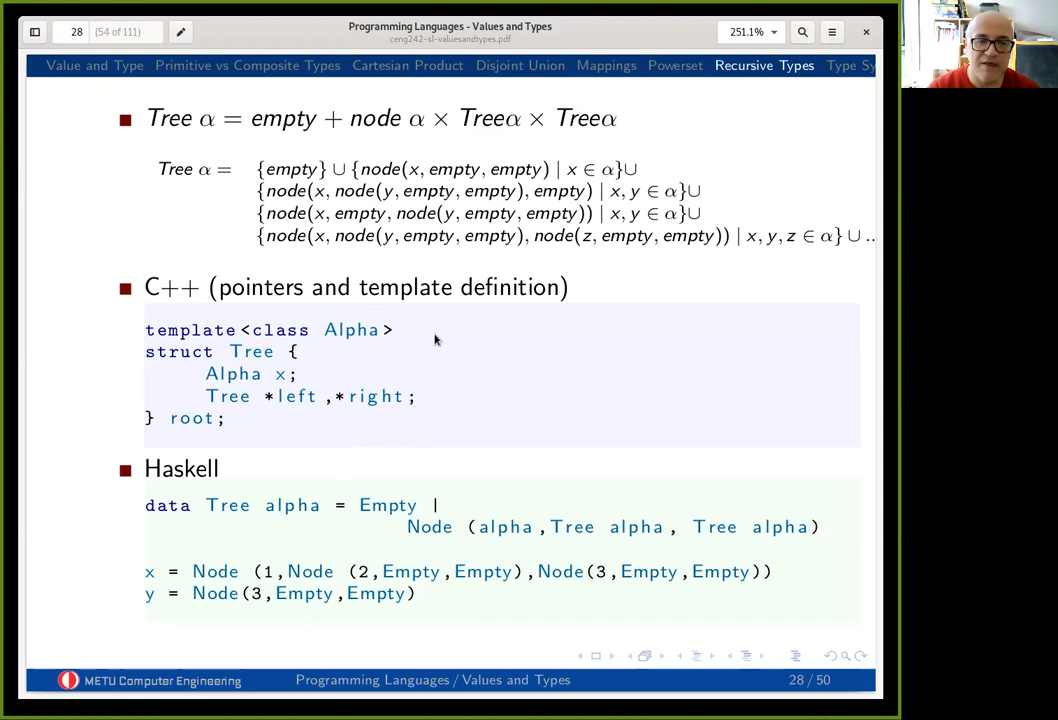 28 (54 of 111)
Programming Languages - Values and Types
ceng242-sl-valuesandtypes.pdf
251.1%
Value and Type Primitive vs Composite Types Cartesian Product Disjoint Union Mappings Powerset Recursive Types Type Sy
Tree α = empty + node α × Treeα × Treeα
Tree α = {empty} ∪ {node(x, empty, empty) | x ∈ α}∪
{node(x, node(y, empty, empty), empty) | x, y ∈ α}∪
{node(x, empty, node(y, empty, empty)) | x, y ∈ α}∪
{node(x, node(y, empty, empty), node(z, empty, empty)) | x, y, z ∈ α} ∪ ..
C++ (pointers and template definition)
template<class Alpha>
struct Tree {
Alpha x;
Tree *left ,*right;
} root;
Haskell
data Tree alpha = Empty |
Node (alpha ,Tree alpha , Tree alpha)
x = Node (1,Node (2,Empty,Empty),Node(3,Empty,Empty))
y = Node(3,Empty,Empty)
METU Computer Engineering Programming Languages/Values and Types 28 / 50